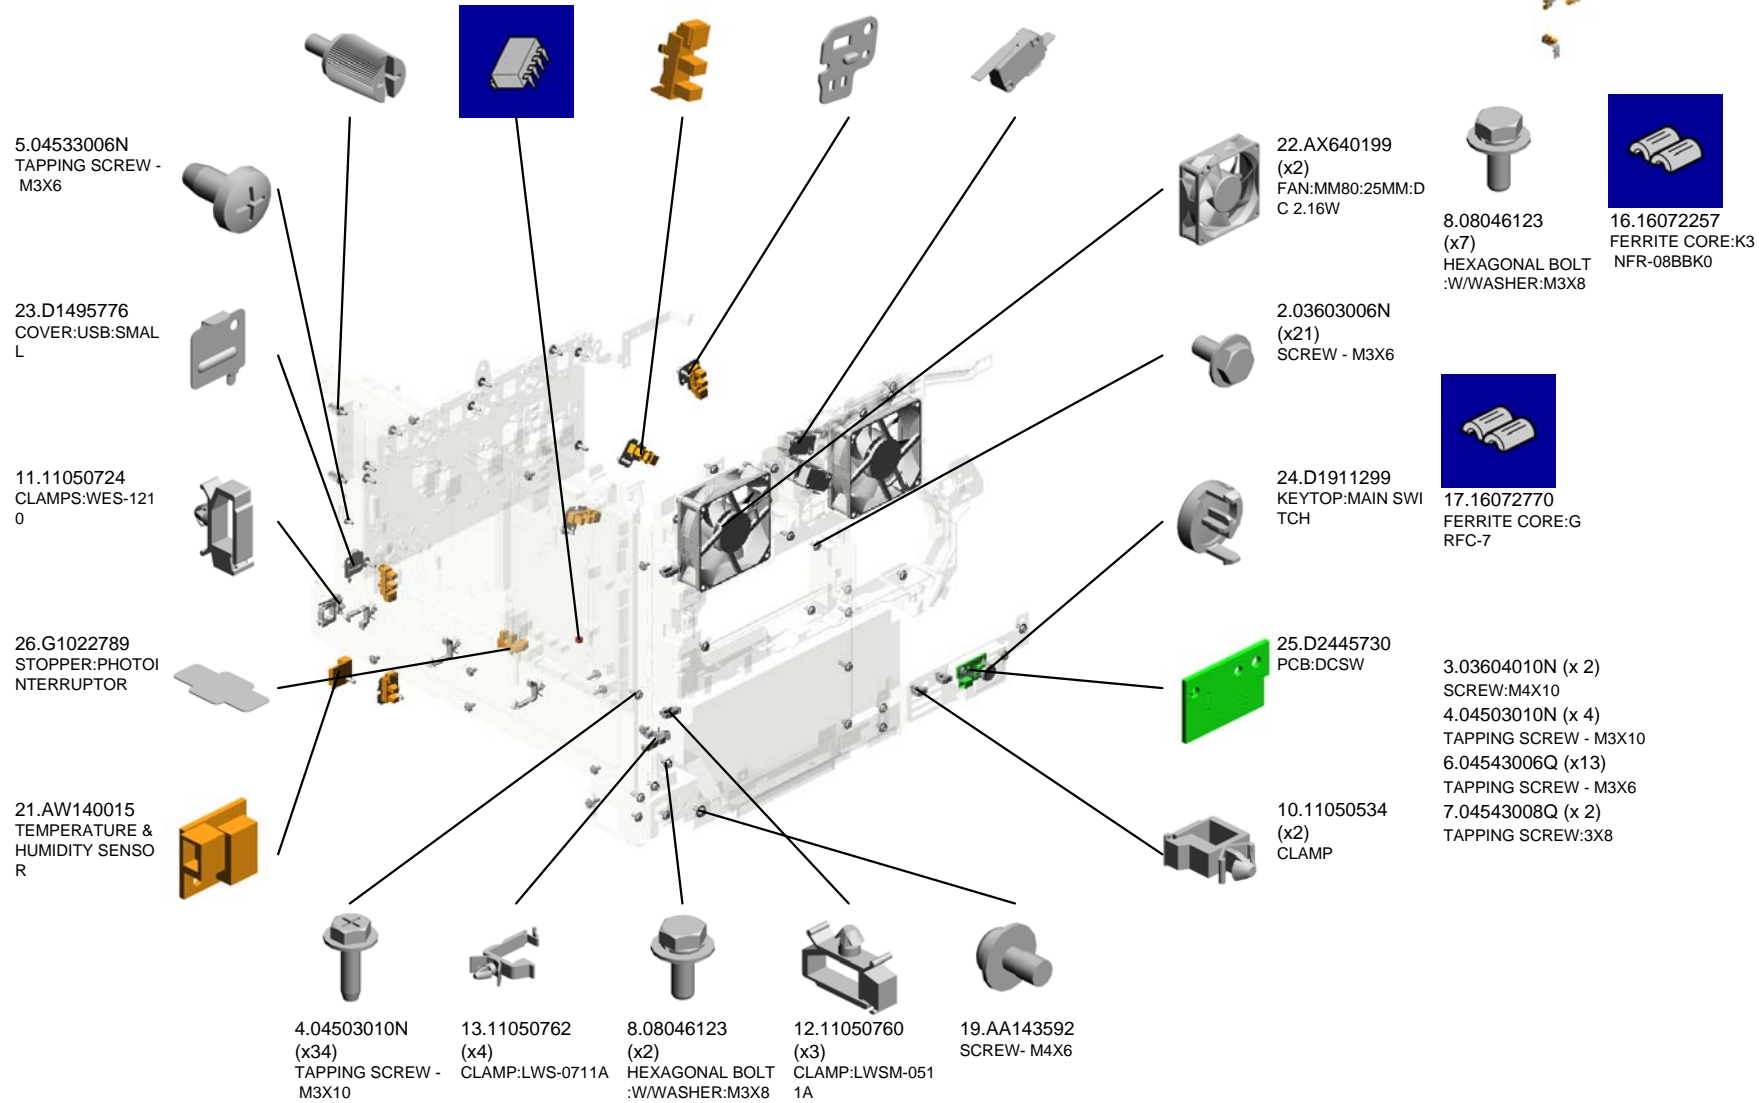 5.04533006N
TAPPING SCREW -
M3X6
23.D1495776
COVER:USB:SMAL
L
11.11050724
CLAMPS:WES-121
0
26.G1022789
STOPPER:PHOTOI
NTERRUPTOR
21.AW140015
TEMPERATURE &
HUMIDITY SENSO
R
4.04503010N
(x34)
TAPPING SCREW -
M3X10
13.11050762
(x4)
CLAMP:LWS-0711A
8.08046123
(x2)
HEXAGONAL BOLT
:W/WASHER:M3X8
12.11050760
(x3)
CLAMP:LWSM-051
1A
19.AA143592
SCREW- M4X6
22.AX640199
(x2)
FAN:MM80:25MM:D
C 2.16W
2.03603006N
(x21)
SCREW - M3X6
24.D1911299
KEYTOP:MAIN SWI
TCH
25.D2445730
PCB:DCSW
10.11050534
(x2)
CLAMP
8.08046123
(x7)
HEXAGONAL BOLT
:W/WASHER:M3X8
16.16072257
FERRITE CORE:K3
NFR-08BBK0
17.16072770
FERRITE CORE:G
RFC-7
3.03604010N (x 2)
SCREW:M4X10
4.04503010N (x 4)
TAPPING SCREW - M3X10
6.04543006Q (x13)
TAPPING SCREW - M3X6
7.04543008Q (x 2)
TAPPING SCREW:3X8